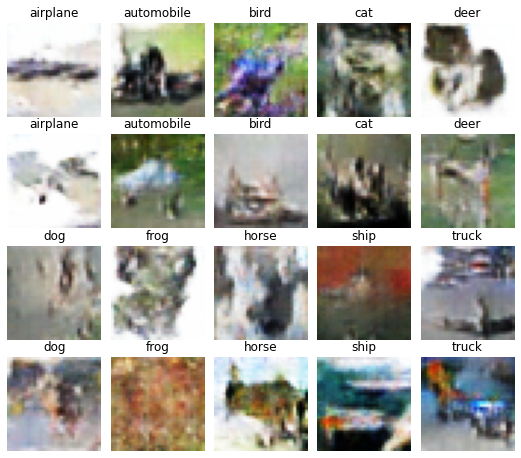 airplane automobile bird cat deer
airplane automobile bird cat deer
dog frog horse ship truck
dog frog horse ship truck